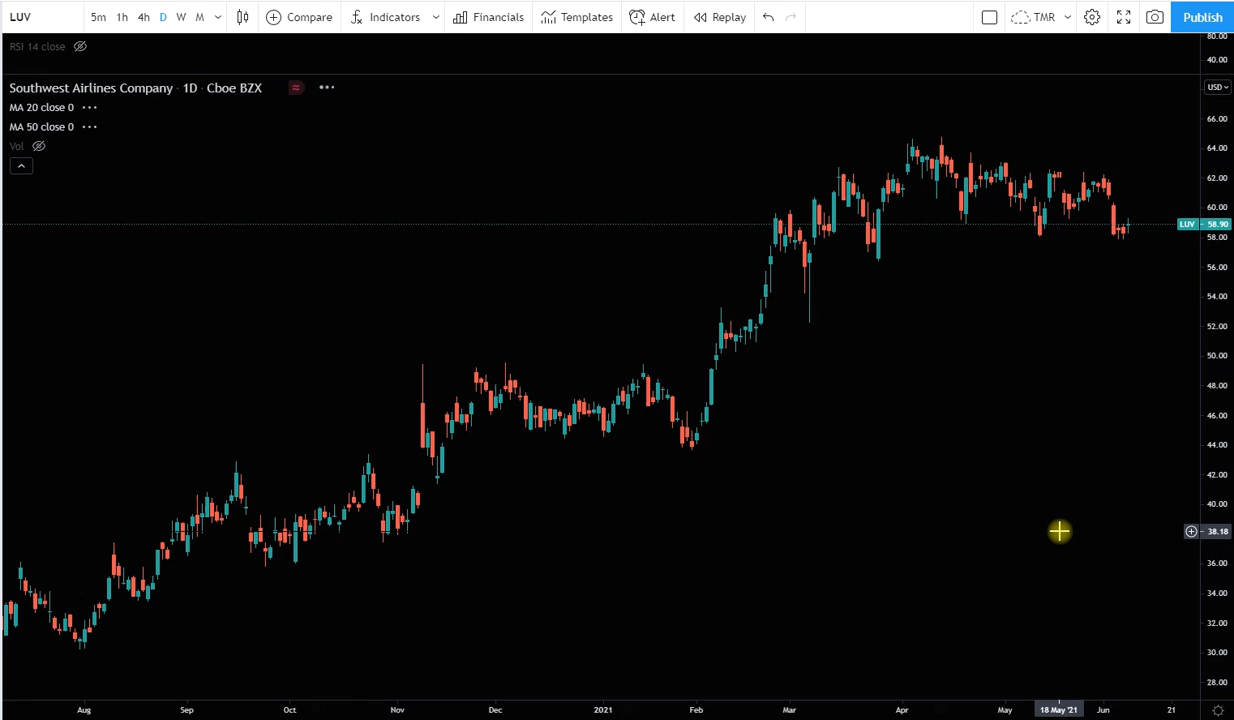 LUV 5m 1h 4h D W M Compare Indicators Financials Templates Alert Replay TMR Publish
RSI 14 close
80.00
40.00
Southwest Airlines Company · 1D · Cboe BZX
USD
MA 20 close 0
MA 50 close 0
Vol
66.00
64.00
62.00
60.00
LUV 58.90
58.00
56.00
54.00
52.00
50.00
48.00
46.00
44.00
42.00
40.00
38.18
36.00
34.00
32.00
30.00
28.00
Aug Sep Oct Nov Dec 2021 Feb Mar Apr May 18 May '21 Jun 21